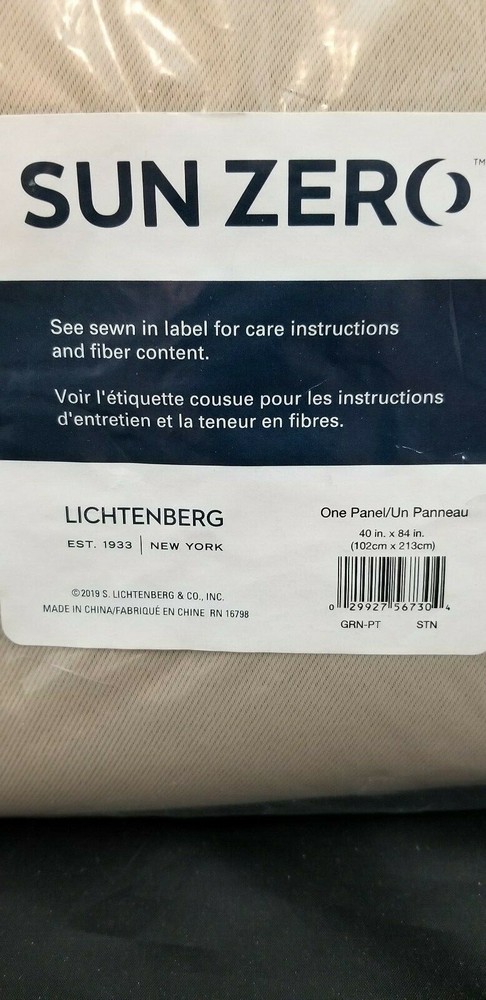 SUN ZERO™
See sewn in label for care instructions
and fiber content.
Voir l'étiquette cousue pour les instructions
d'entretien et la teneur en fibres.
LICHTENBERG
EST. 1933 | NEW YORK
©2019 S. LICHTENBERG & CO., INC.
MADE IN CHINA/FABRIQUÉ EN CHINE RN 16798
One Panel/Un Panneau
40 in. x 84 in.
(102cm x 213cm)
0 29927 56730 4
GRN-PT STN